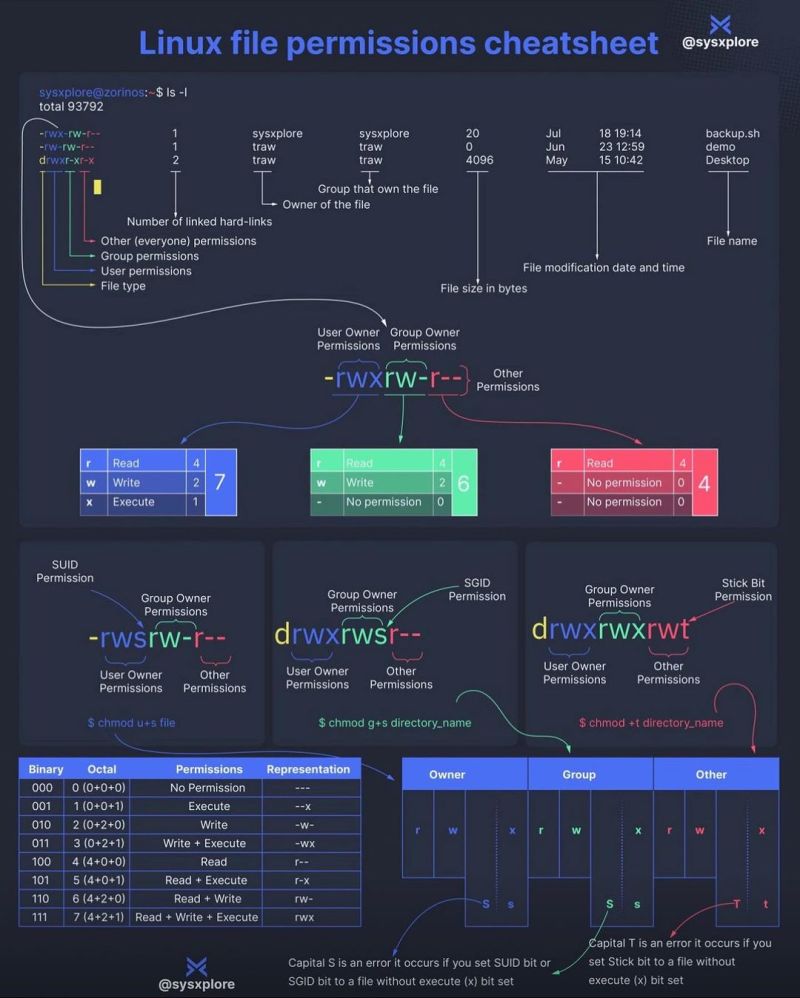 Linux file permissions cheatsheet
@sysxplore
sysxplore@zorinos:~$ ls -l
total 93792
-rwx-rw-r-- 1 sysxplore sysxplore 20 Jul 18 19:14 backup.sh
-rw-rw-r-- 1 traw traw 0 Jun 23 12:59 demo
drwxr-xr-x 2 traw traw 4096 May 15 10:42 Desktop
Group that own the file
Owner of the file
Number of linked hard-links
Other (everyone) permissions
Group permissions
User permissions
File type
File name
File modification date and time
File size in bytes
User Owner Permissions
Group Owner Permissions
-rwxrw-r--
Other Permissions
r Read 4
w Write 2
x Execute 1
7
r Read 4
w Write 2
- No permission 0
6
r Read 4
- No permission 0
- No permission 0
4
SUID Permission
Group Owner Permissions
-rwsrw-r--
User Owner Permissions
Other Permissions
$ chmod u+s file
SGID Permission
Group Owner Permissions
drwxrwsr--
User Owner Permissions
Other Permissions
$ chmod g+s directory_name
Stick Bit Permission
Group Owner Permissions
drwxrwxrwt
User Owner Permissions
Other Permissions
$ chmod +t directory_name
Binary Octal Permissions Representation
000 0 (0+0+0) No Permission ---
001 1 (0+0+1) Execute --x
010 2 (0+2+0) Write -w-
011 3 (0+2+1) Write + Execute -wx
100 4 (4+0+0) Read r--
101 5 (4+0+1) Read + Execute r-x
110 6 (4+2+0) Read + Write rw-
111 7 (4+2+1) Read + Write + Execute rwx
Owner Group Other
r w x r w x r w x
S s S s T t
Capital S is an error it occurs if you set SUID bit or
SGID bit to a file without execute (x) bit set
Capital T is an error it occurs if you
set Stick bit to a file without
execute (x) bit set
@sysxplore